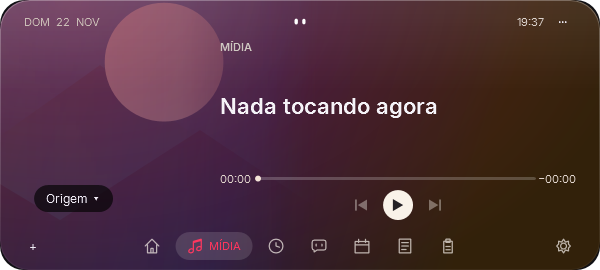 DOM 22 NOV
19:37 ···
MÍDIA
Nada tocando agora
00:00 −00:00
Origem ▾
+ MÍDIA